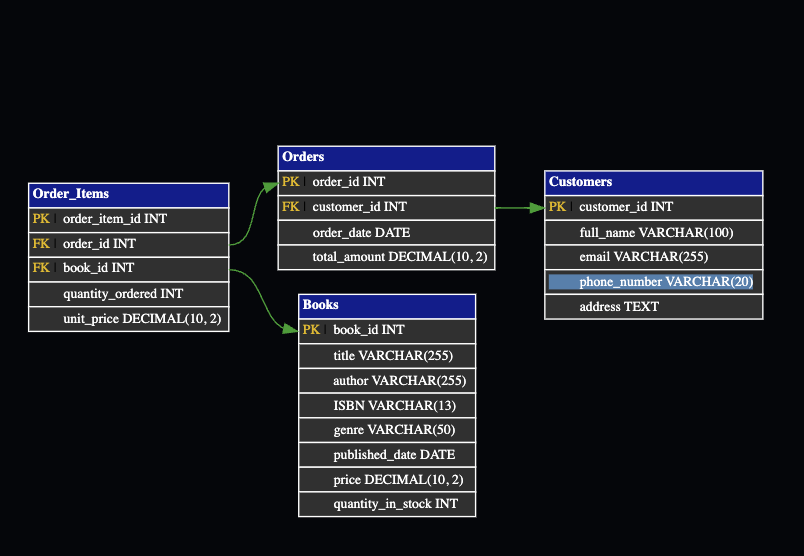 Orders
PK order_id INT
FK customer_id INT
order_date DATE
total_amount DECIMAL(10, 2)
Customers
PK customer_id INT
full_name VARCHAR(100)
email VARCHAR(255)
phone_number VARCHAR(20)
address TEXT
Order_Items
PK order_item_id INT
FK order_id INT
FK book_id INT
quantity_ordered INT
unit_price DECIMAL(10, 2)
Books
PK book_id INT
title VARCHAR(255)
author VARCHAR(255)
ISBN VARCHAR(13)
genre VARCHAR(50)
published_date DATE
price DECIMAL(10, 2)
quantity_in_stock INT